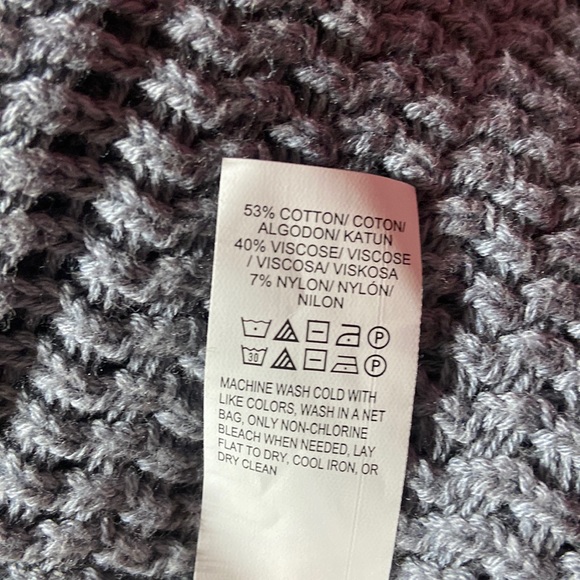 53% COTTON/ COTON/
ALGODON/ KATUN
40% VISCOSE/ VISCOSE
/ VISCOSA/ VISKOSA
7% NYLON/ NYLÓN/
NILON
P
30 P
MACHINE WASH COLD WITH
LIKE COLORS, WASH IN A NET
BAG, ONLY NON-CHLORINE
BLEACH WHEN NEEDED, LAY
FLAT TO DRY, COOL IRON, OR
DRY CLEAN